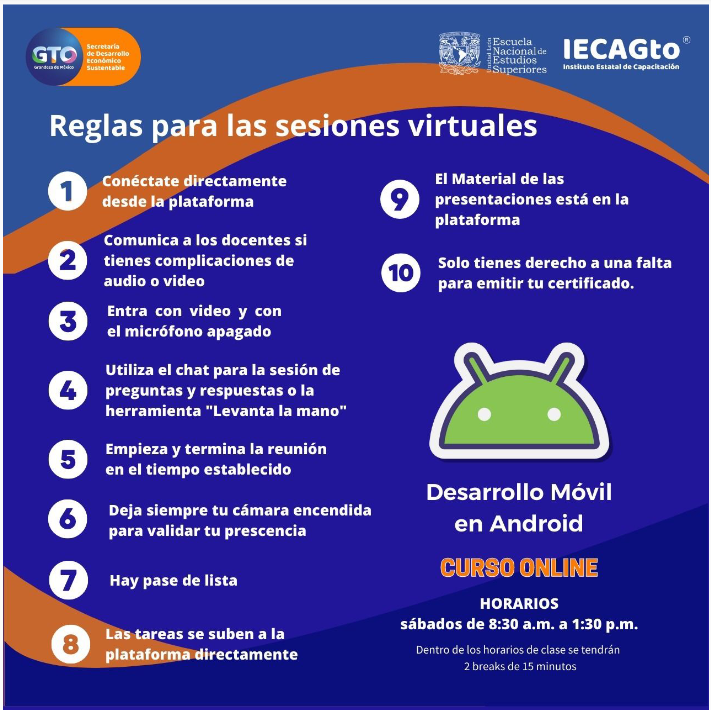 GTO
Grandeza de México
Secretaría
de Desarrollo
Económico
Sustentable
Escuela
Nacional de
Estudios
Superiores
IECAGto®
Instituto Estatal de Capacitación
Reglas para las sesiones virtuales
1
Conéctate directamente
desde la plataforma
2
Comunica a los docentes si
tienes complicaciones de
audio o video
3
Entra con video y con
el micrófono apagado
4
Utiliza el chat para la sesión de
preguntas y respuestas o la
herramienta "Levanta la mano"
5
Empieza y termina la reunión
en el tiempo establecido
6
Deja siempre tu cámara encendida
para validar tu prescencia
7
Hay pase de lista
8
Las tareas se suben a la
plataforma directamente
9
El Material de las
presentaciones está en la
plataforma
10
Solo tienes derecho a una falta
para emitir tu certificado.
Desarrollo Móvil
en Android
CURSO ONLINE
HORARIOS
sábados de 8:30 a.m. a 1:30 p.m.
Dentro de los horarios de clase se tendrán
2 breaks de 15 minutos